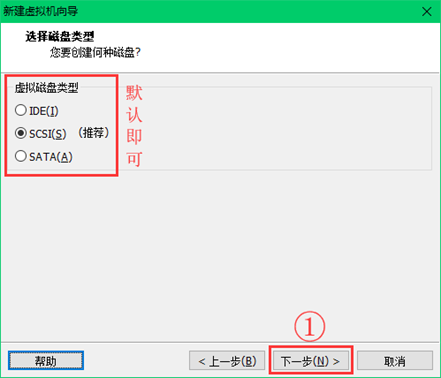 新建虚拟机向导
选择磁盘类型
您要创建何种磁盘?
虚拟磁盘类型
IDE(I)
SCSI(S) （推荐）
SATA(A)
默认即可
①
帮助
< 上一步(B)
下一步(N) >
取消